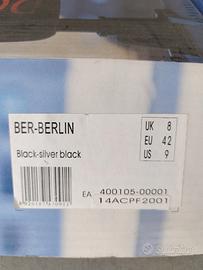 BER-BERLIN
Black-silver black
UK 8
EU 42
US 9
EA 400105-00001
14ACPF2001